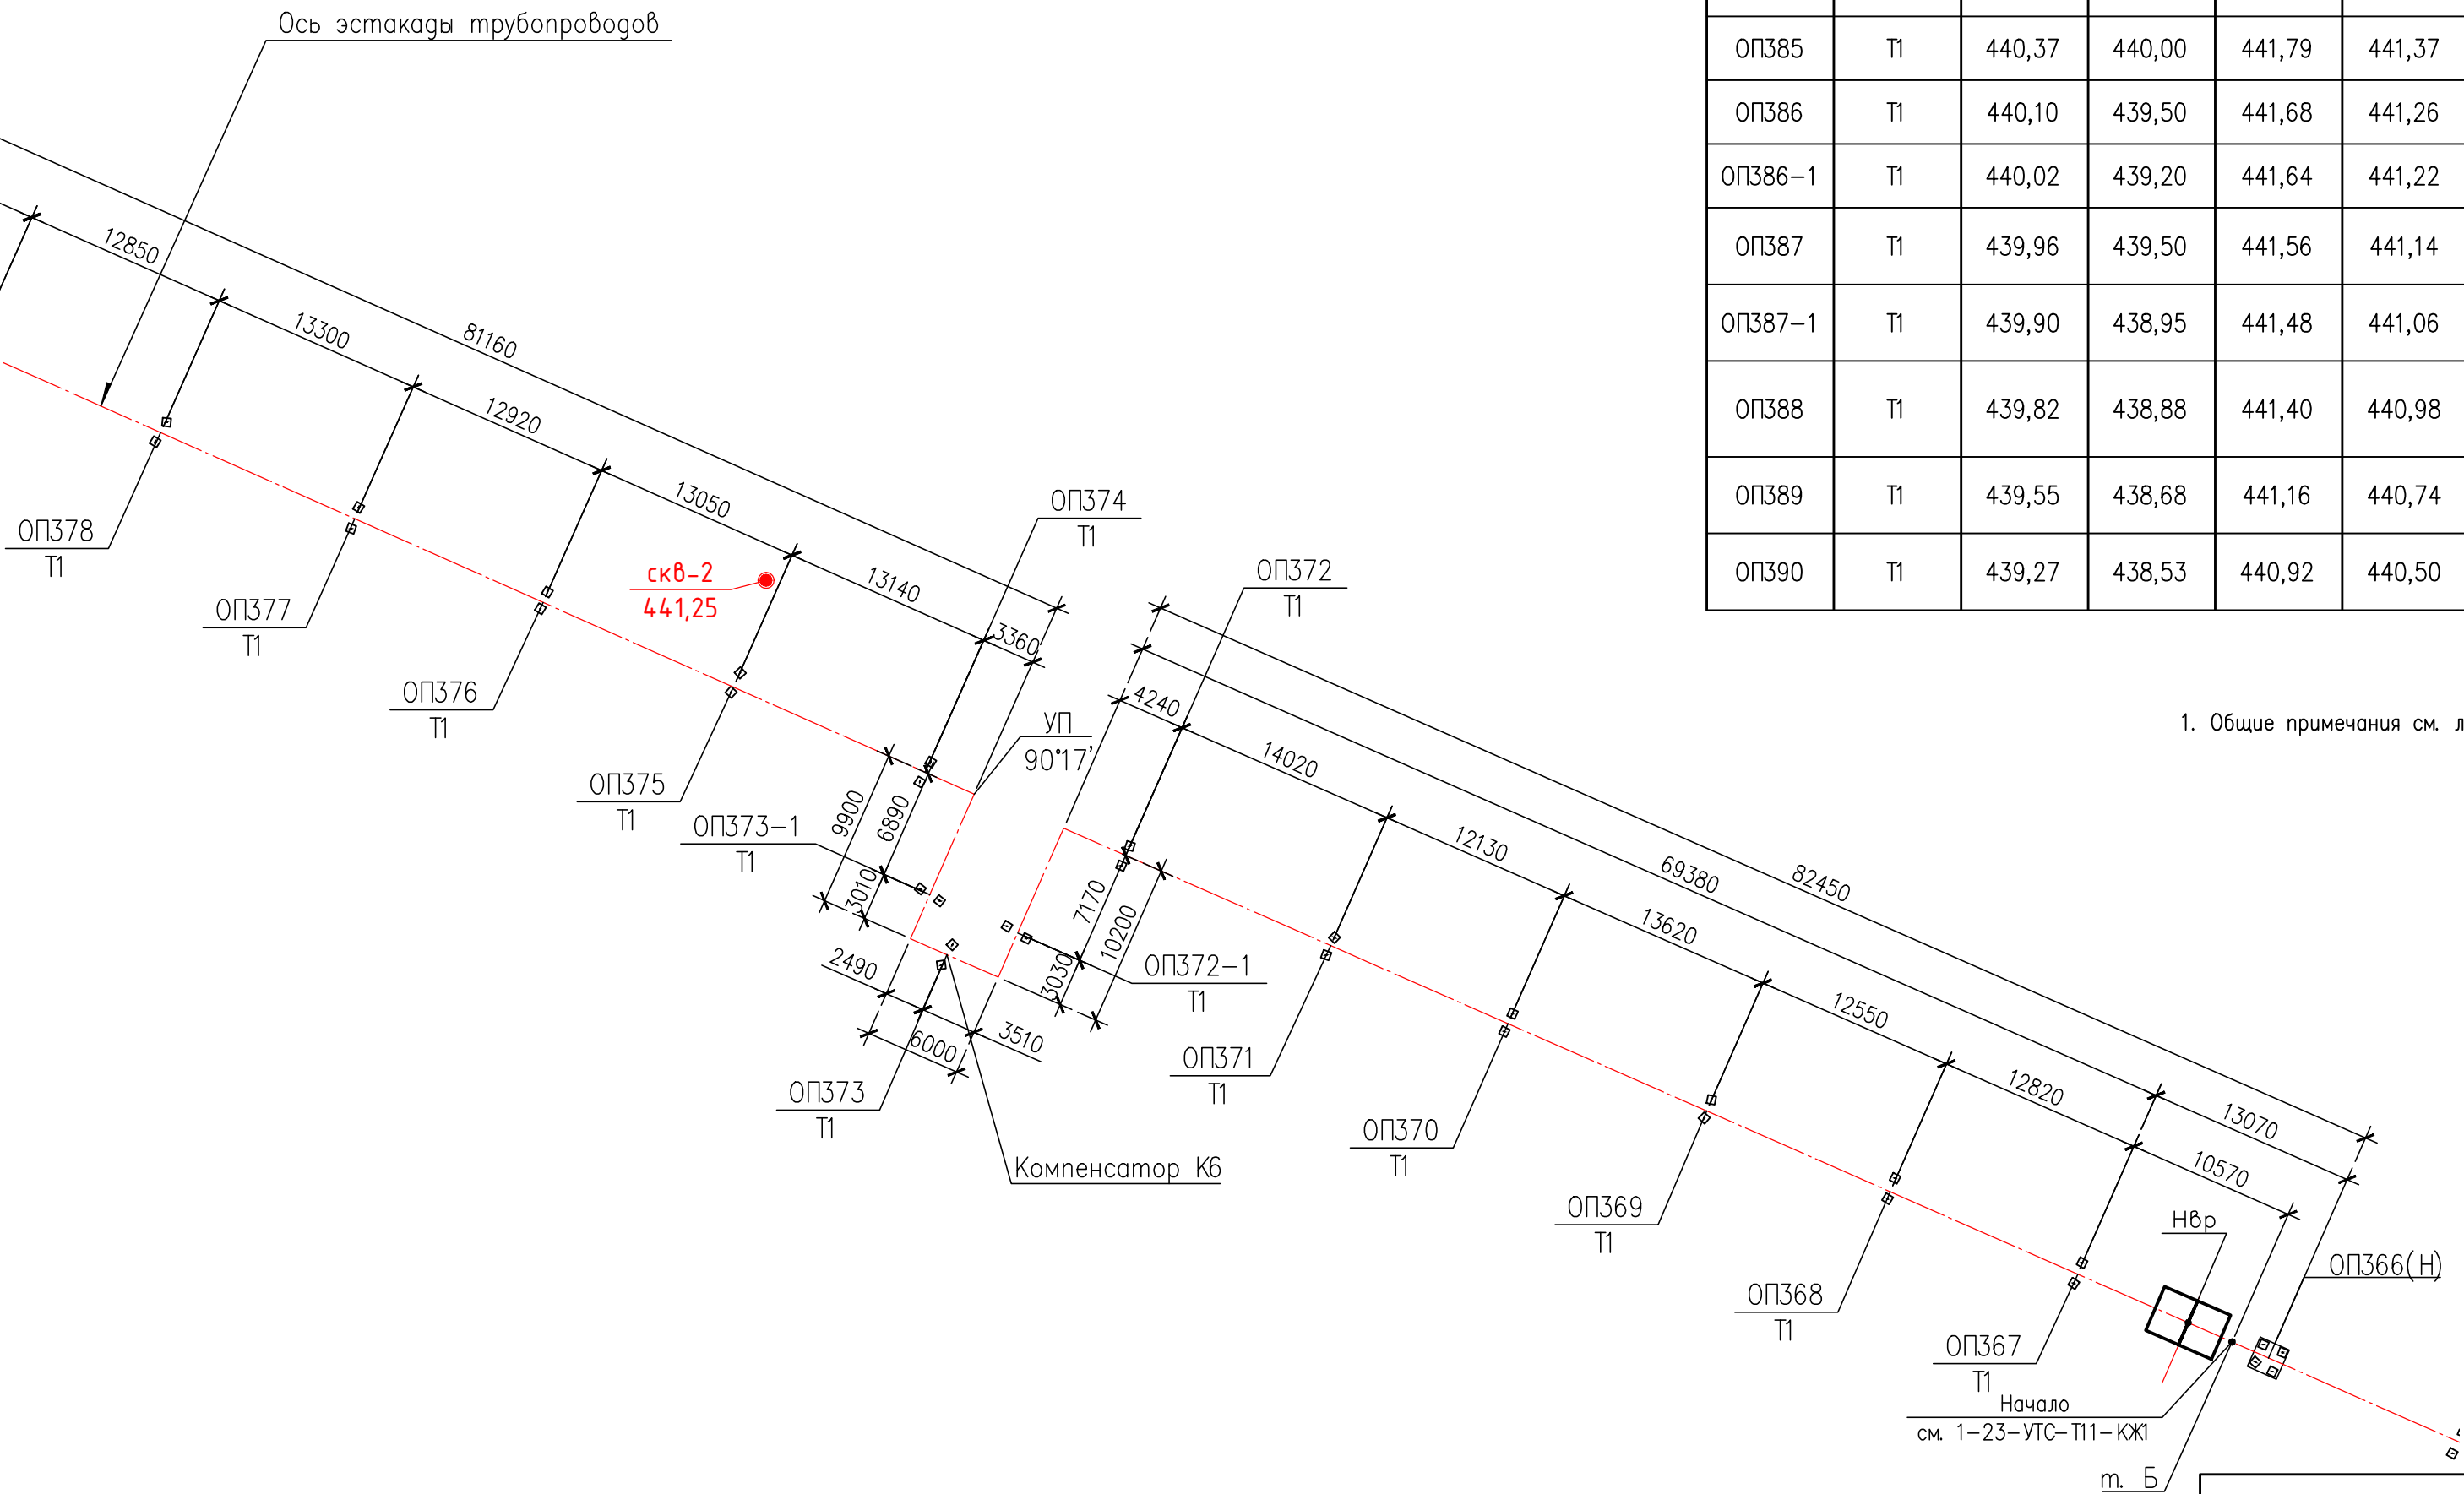 Ось эстакады трубопроводов
ОП385 Т1 440,37 440,00 441,79 441,37
ОП386 Т1 440,10 439,50 441,68 441,26
ОП386-1 Т1 440,02 439,20 441,64 441,22
ОП387 Т1 439,96 439,50 441,56 441,14
ОП387-1 Т1 439,90 438,95 441,48 441,06
ОП388 Т1 439,82 438,88 441,40 440,98
ОП389 Т1 439,55 438,68 441,16 440,74
ОП390 Т1 439,27 438,53 440,92 440,50
1. Общие примечания см. л
12850
13300
81160
12920
13050
13140
3360
ОП378
Т1
ОП377
Т1
ОП376
Т1
ОП375
Т1
скв-2
441,25
ОП374
Т1
ОП372
Т1
УП
90°17'
ОП373-1
Т1
9900
6890
3010
2490
6000
3510
ОП373
Т1
Компенсатор К6
4240
14020
12130
69380
82450
13620
12550
12820
13070
10570
7170
10200
3030
ОП372-1
Т1
ОП371
Т1
ОП370
Т1
ОП369
Т1
ОП368
Т1
ОП367
Т1
Нвр
ОП366(Н)
Начало
см. 1-23-УТС-Т11-КЖ1
т. Б